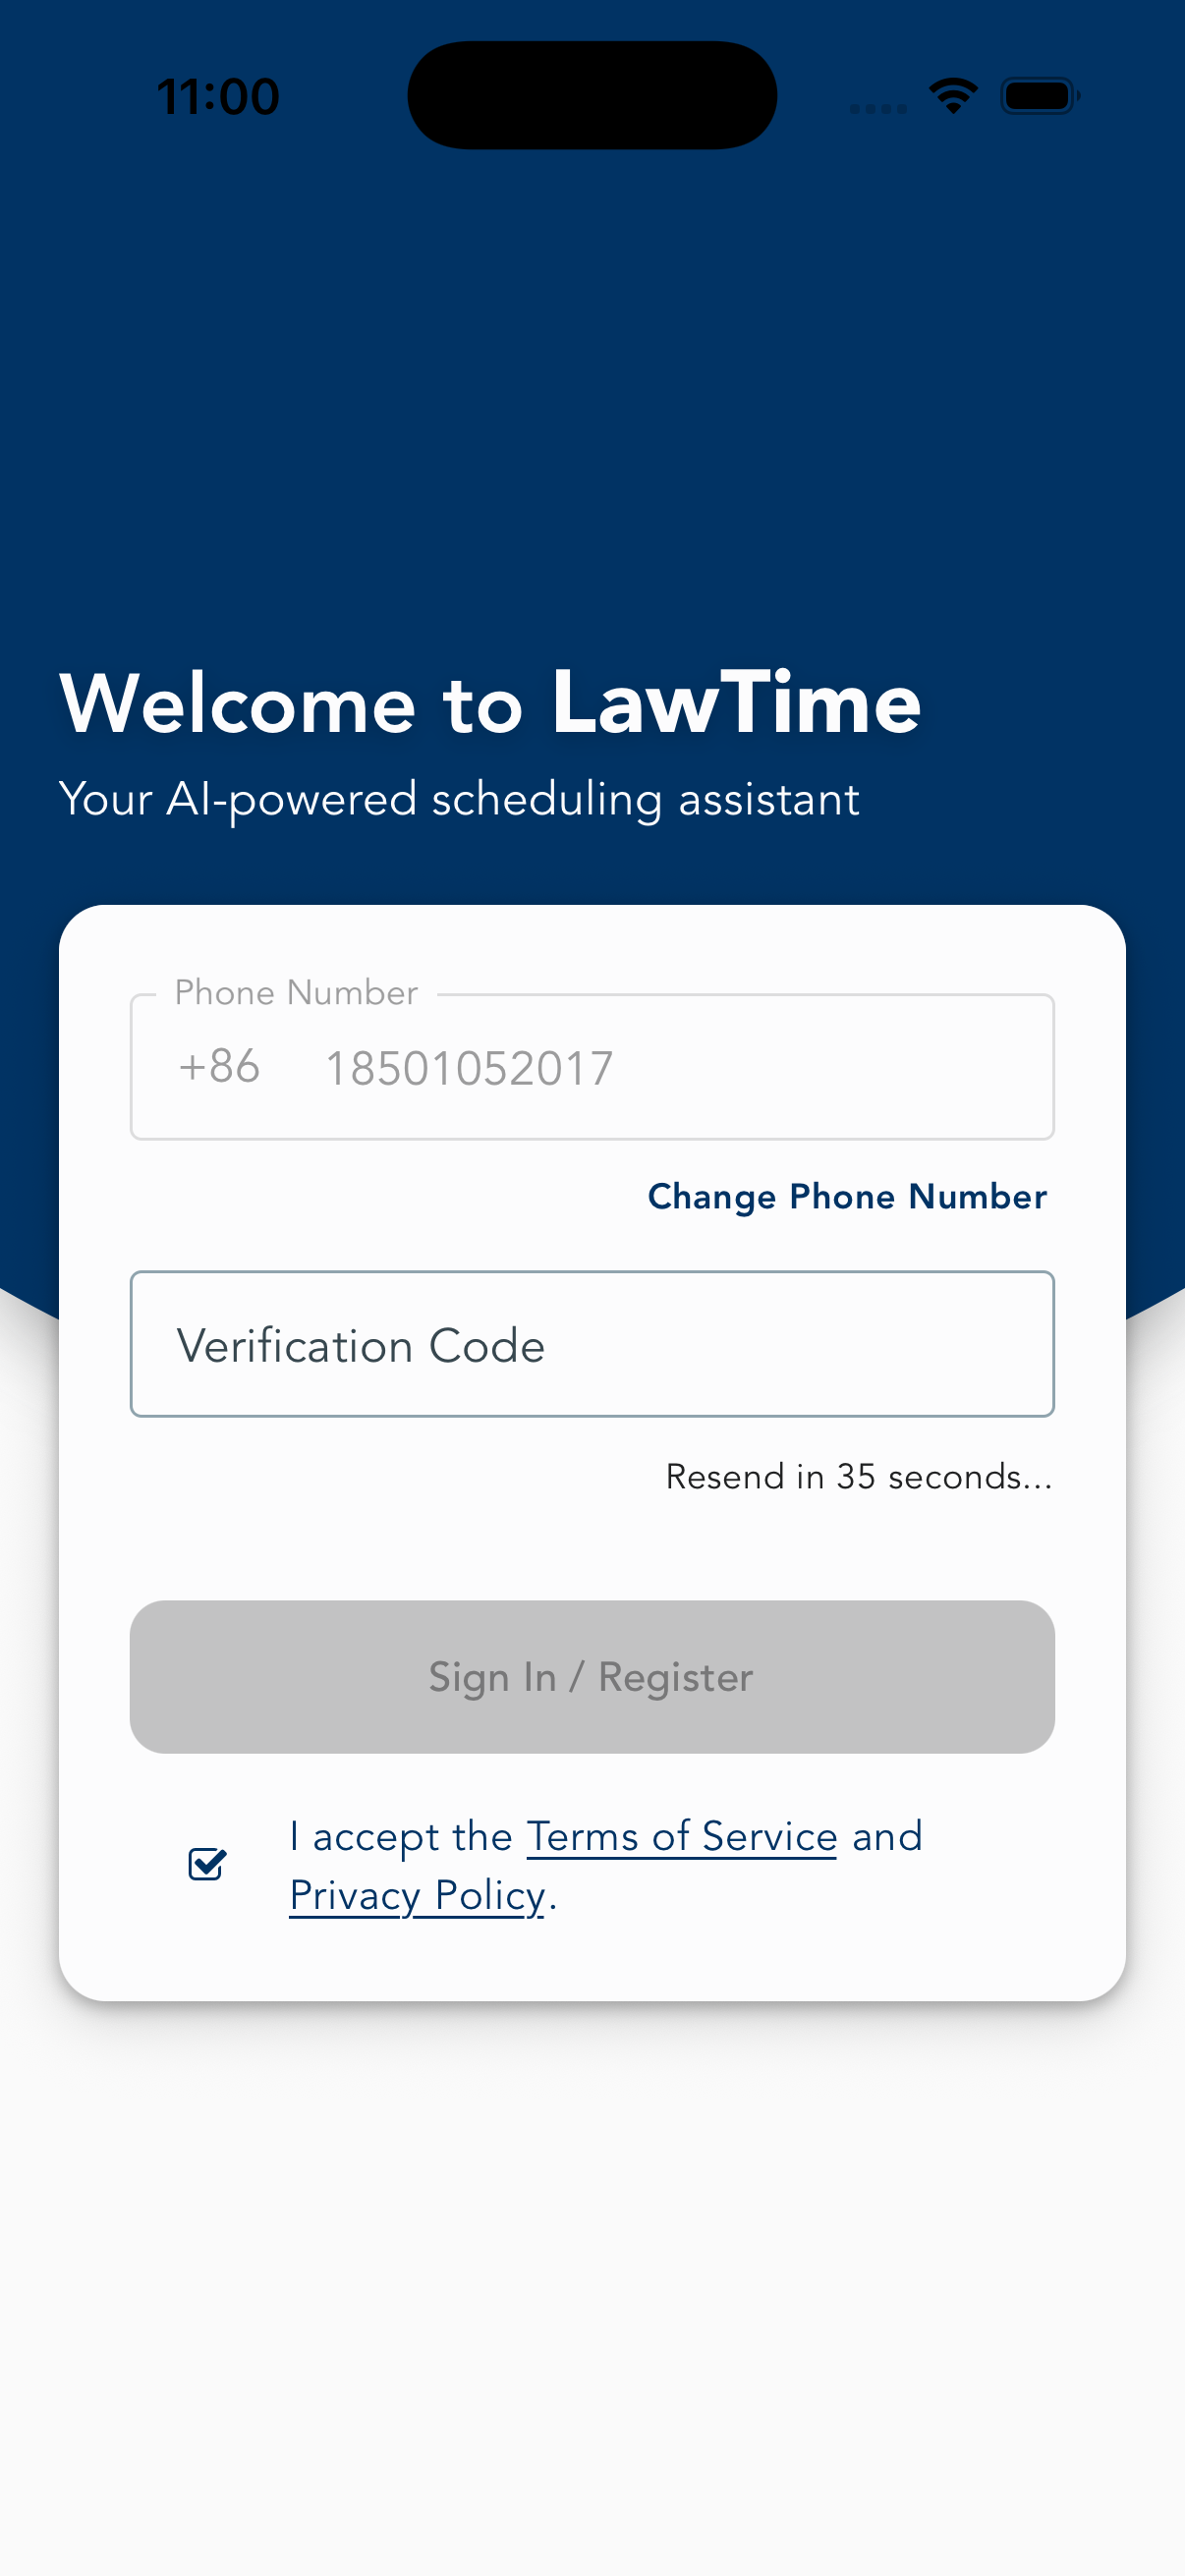 11:00
Welcome to LawTime
Your AI-powered scheduling assistant
Phone Number
+86 18501052017
Change Phone Number
Verification Code
Resend in 35 seconds...
Sign In / Register
I accept the Terms of Service and
Privacy Policy.